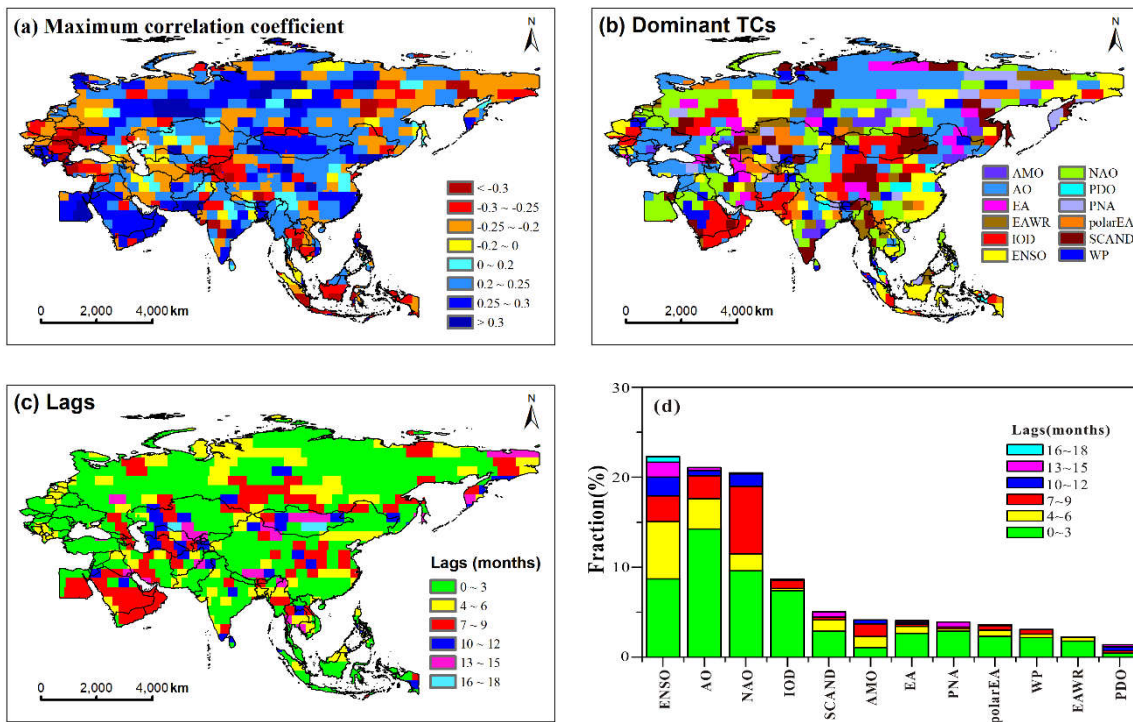 (a) Maximum correlation coefficient
N
< -0.3
-0.3 ~ -0.25
-0.25 ~ -0.2
-0.2 ~ 0
0 ~ 0.2
0.2 ~ 0.25
0.25 ~ 0.3
> 0.3
0 2,000 4,000 km
(b) Dominant TCs
N
AMO NAO
AO PDO
EA PNA
EAWR polarEA
IOD SCAND
ENSO WP
0 2,000 4,000 km
(c) Lags
N
Lags (months)
0 ~ 3
4 ~ 6
7 ~ 9
10 ~ 12
13 ~ 15
16 ~ 18
0 2,000 4,000 km
(d)
Lags(months)
16~18
13~15
10~12
7~9
4~6
0~3
Fraction(%)
30
20
10
0
ENSO
AO
NAO
IOD
SCAND
AMO
EA
PNA
polarEA
WP
EAWR
PDO